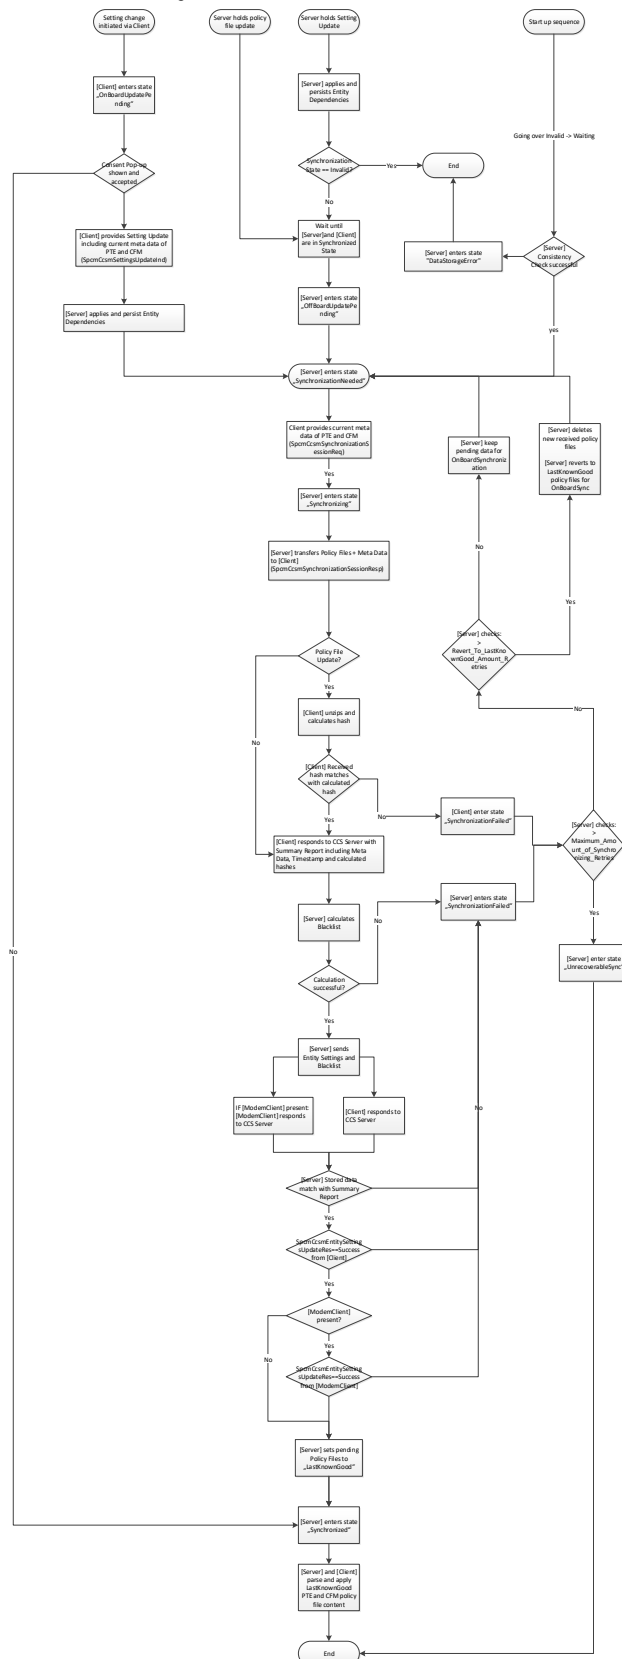 Setting change
initiated via Client
Server holds policy
file update
Server holds Setting
Update
Start up sequence
[Client] enters state
„OnBoardUpdatePe
nding“
[Server] applies and
persists Entity
Dependencies
Going over Invalid -> Waiting
Consent Pop-up
shown and
accepted
Synchronization
State == Invalid?
Yes
End
No
[Client] provides Setting Update
including current meta data of
PTE and CFM
(SpcmCcsmSettingsUpdateInd)
Wait until
[Server]and [Client]
are in Synchronized
State
[Server] enters state
"DataStorageError"
[Server]
Consistency
Check successful
[Server] applies and persist Entity
Dependencies
[Server] enters state
„OffBoardUpdatePe
nding“
yes
[Server] enters state
„SynchronizationNeeded“
Client provides current meta
data of PTE and CFM
(SpcmCcsmSynchronizationS
essionReq)
[Server] keep
pending data for
OnBoardSynchroniz
ation
[Server] deletes
new received policy
files
[Server] reverts to
LastKnownGood
policy files for
OnBoardSync
Yes
[Server] enters state
„Synchronizing“
[Server] transfers Policy Files + Meta Data
to [Client]
(SpcmCcsmSynchronizationSessionResp)
No
Yes
Policy File
Update?
[Server] checks:
>
Revert_To_LastKno
wnGood_Amount_R
etries
Yes
[Client] unzips and
calculates hash
No
No
[Client] Received
hash matches
with calculated
hash
No
Yes
[Client] enter state
„SynchronizationFailed“
[Server] checks:
>
Maximum_Amo
unt_of_Synchro
nizing_Retries
[Client] responds to CCS Server with
Summary Report including Meta
Data, Timestamp and calculated
hashes
[Server] enters state
„SynchronizationFailed“
[Server] calculates
Blacklist
No
Yes
No
[Server] enter state
„UnrecoverableSync“
Calculation
successful?
Yes
[Server] sends
Entity Settings and
Blacklist
IF [ModemClient] present:
[ModemClient] responds
to CCS Server
[Client] responds to
CCS Server
No
[Server] Stored data
match with Summary
Report
Yes
SpcmCcsmEntitySetting
sUpdateRes==Success
from [Client]
Yes
[ModemClient]
present?
Yes
No
SpcmCcsmEntitySetting
sUpdateRes==Success
from [ModemClient]
[Server] sets pending
Policy Files to
„LastKnownGood“
[Server] enters state
„Synchronized“
[Server] and [Client]
parse and apply
LastKnownGood
PTE and CFM policy
file content
End